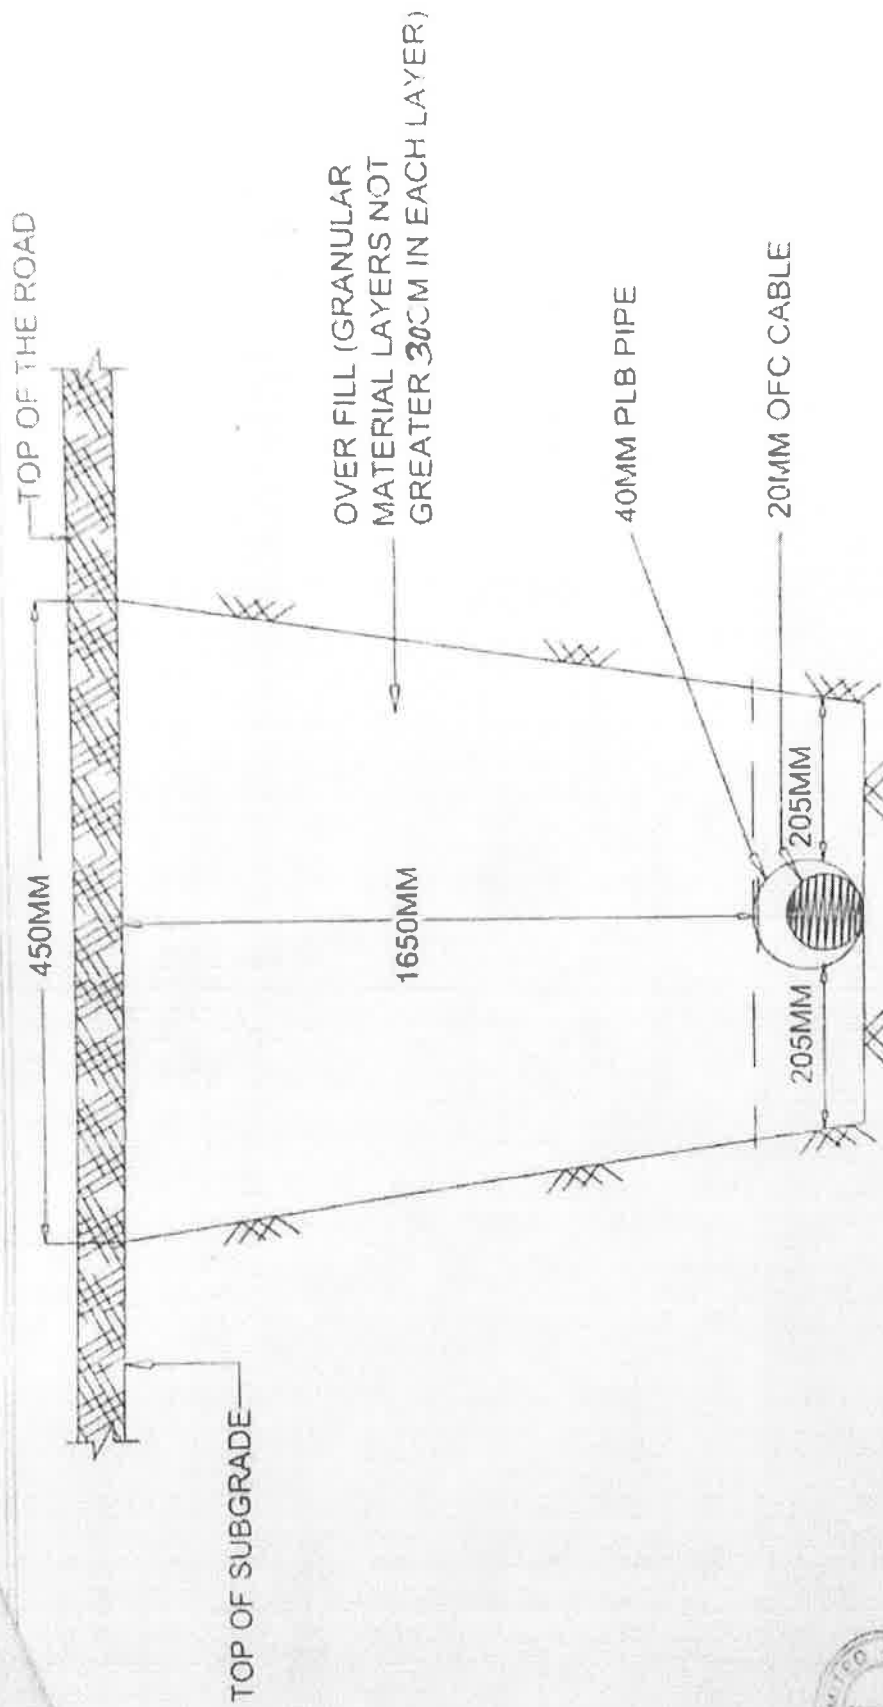 TOP OF THE ROAD
450MM
TOP OF SUBGRADE
OVER FILL (GRANULAR
MATERIAL LAYERS NOT
GREATER 30CM IN EACH LAYER)
1650MM
40MM PLB PIPE
20MM OFC CABLE
205MM
205MM